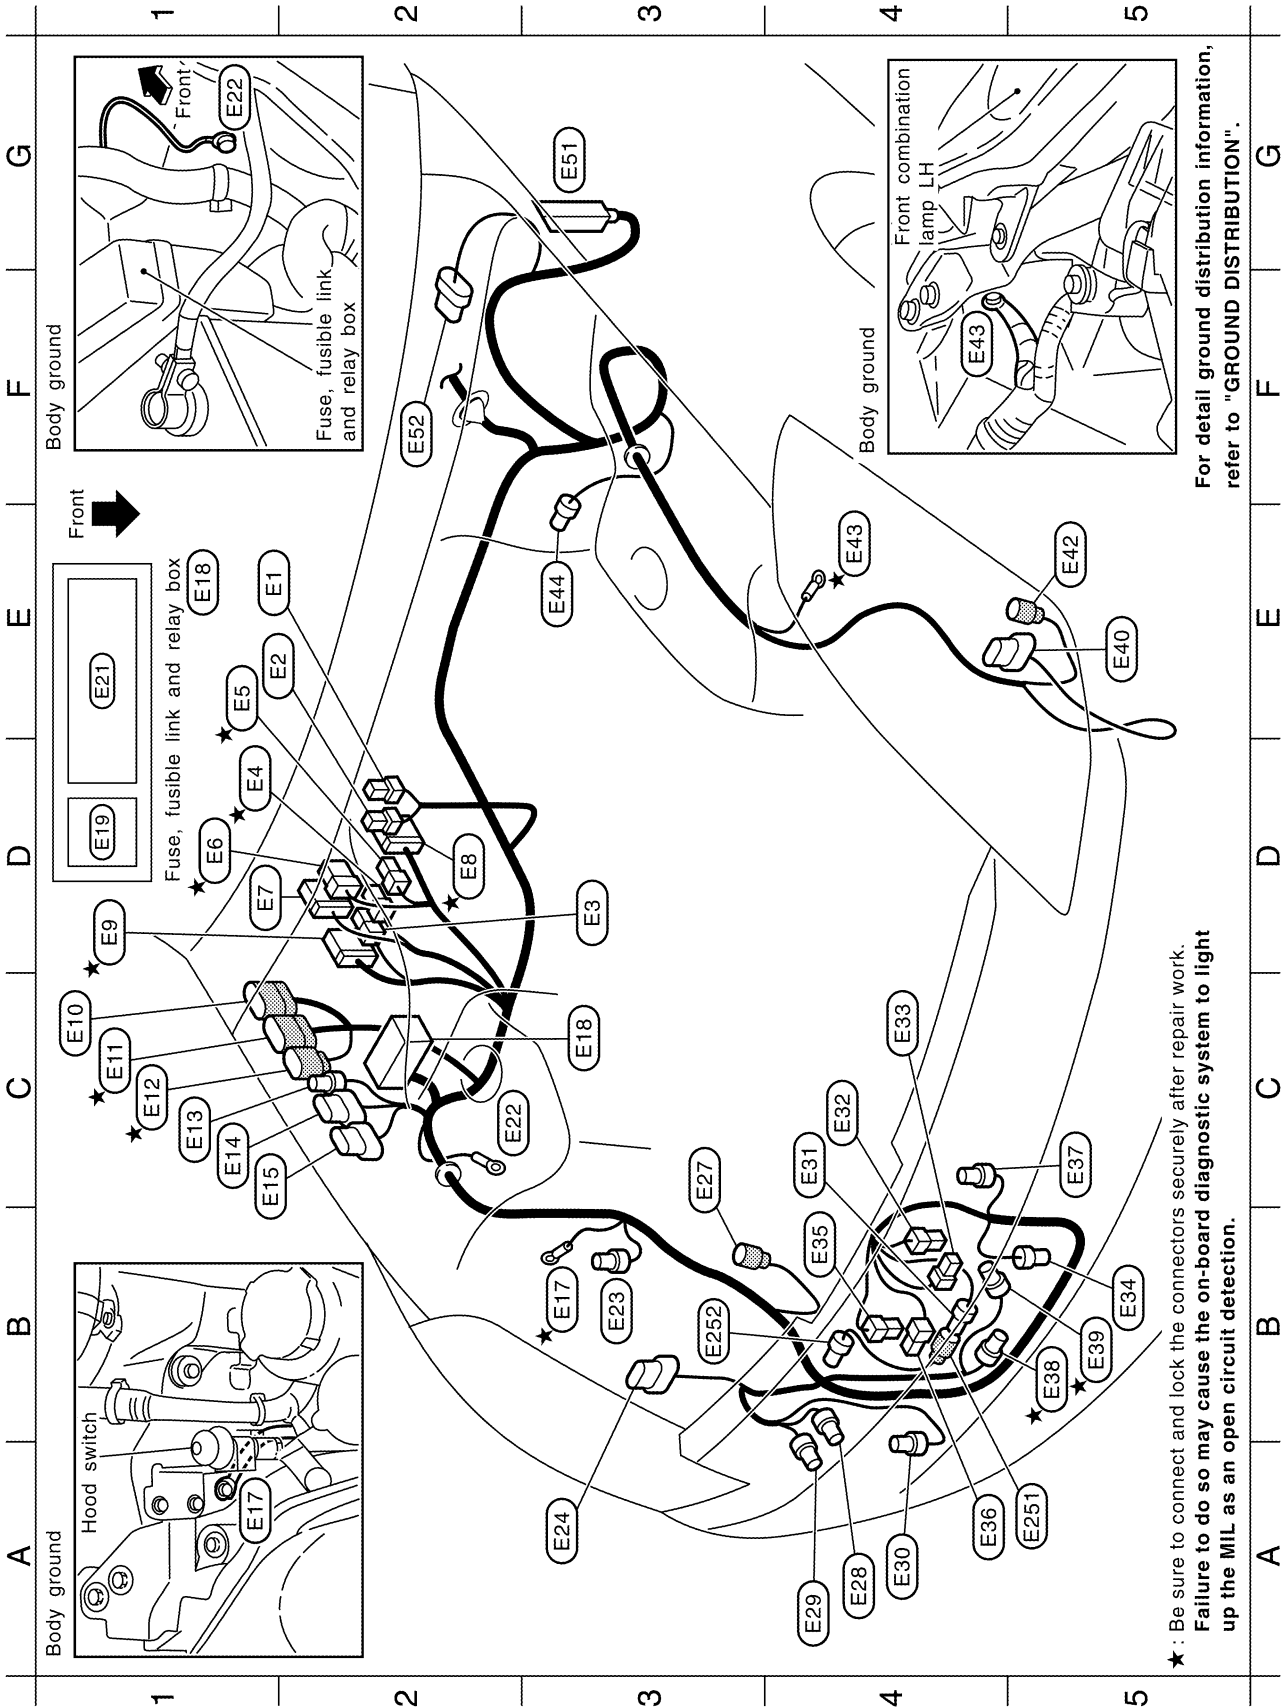 1
2
3
4
5
G
F
E
D
C
B
A
Body ground
Front
E22
Fuse, fusible link
and relay box
Front
E21
E19
Fuse, fusible link and relay box
E18
E1
E2
E5
E4
E6
E7
E9
E10
E11
E12
E13
E14
E15
Body ground
Hood switch
E17
E51
E52
E44
E8
E3
E18
E22
E17
E23
E24
E27
E252
E35
E31
E32
E33
E37
E34
E39
E38
E251
E36
E30
E28
E29
E43
E42
E40
Body ground
Front combination
lamp LH
E43
For detail ground distribution information,
refer to "GROUND DISTRIBUTION".
★ : Be sure to connect and lock the connectors securely after repair work.
Failure to do so may cause the on-board diagnostic system to light
up the MIL as an open circuit detection.
1
2
3
4
5
G
F
E
D
C
B
A